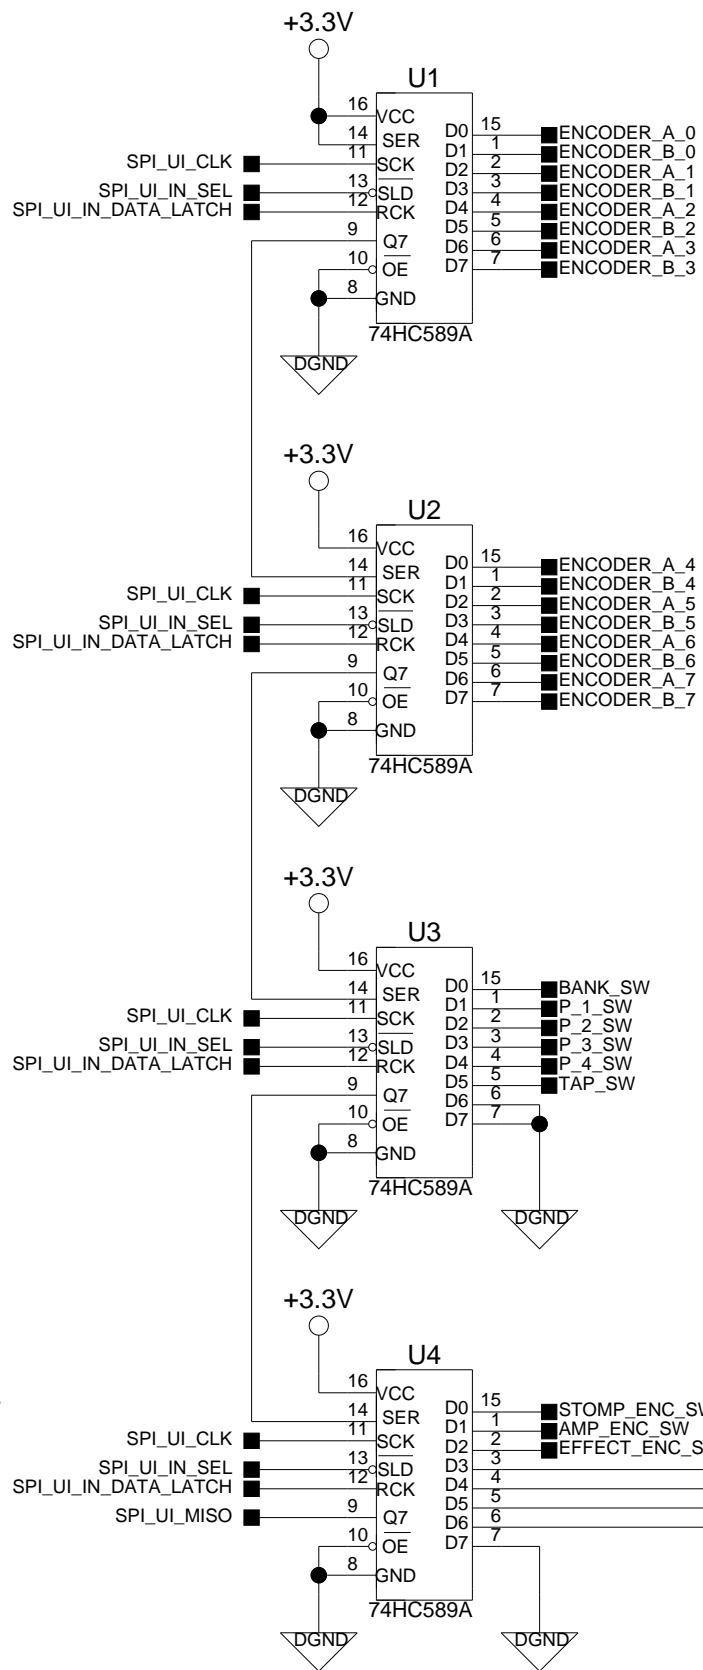 +3.3V
U1
16 VCC
14 SER
SPI_UI_CLK 11 SCK
SPI_UI_IN_SEL 13 SLD
SPI_UI_IN_DATA_LATCH 12 RCK
9 Q7
10 OE
8 GND
D0 15 ENCODER_A_0
D1 1 ENCODER_B_0
D2 2 ENCODER_A_1
D3 3 ENCODER_B_1
D4 4 ENCODER_A_2
D5 5 ENCODER_B_2
D6 6 ENCODER_A_3
D7 7 ENCODER_B_3
74HC589A
DGND
+3.3V
U2
16 VCC
14 SER
SPI_UI_CLK 11 SCK
SPI_UI_IN_SEL 13 SLD
SPI_UI_IN_DATA_LATCH 12 RCK
9 Q7
10 OE
8 GND
D0 15 ENCODER_A_4
D1 1 ENCODER_B_4
D2 2 ENCODER_A_5
D3 3 ENCODER_B_5
D4 4 ENCODER_A_6
D5 5 ENCODER_B_6
D6 6 ENCODER_A_7
D7 7 ENCODER_B_7
74HC589A
DGND
+3.3V
U3
16 VCC
14 SER
SPI_UI_CLK 11 SCK
SPI_UI_IN_SEL 13 SLD
SPI_UI_IN_DATA_LATCH 12 RCK
9 Q7
10 OE
8 GND
D0 15 BANK_SW
D1 1 P_1_SW
D2 2 P_2_SW
D3 3 P_3_SW
D4 4 P_4_SW
D5 5 TAP_SW
D6 6
D7 7
74HC589A
DGND
DGND
+3.3V
U4
16 VCC
14 SER
SPI_UI_CLK 11 SCK
SPI_UI_IN_SEL 13 SLD
SPI_UI_IN_DATA_LATCH 12 RCK
SPI_UI_MISO 9 Q7
10 OE
8 GND
D0 15 STOMP_ENC_SW
D1 1 AMP_ENC_SW
D2 2 EFFECT_ENC_S
D3 3
D4 4
D5 5
D6 6
D7 7
74HC589A
DGND
DGND